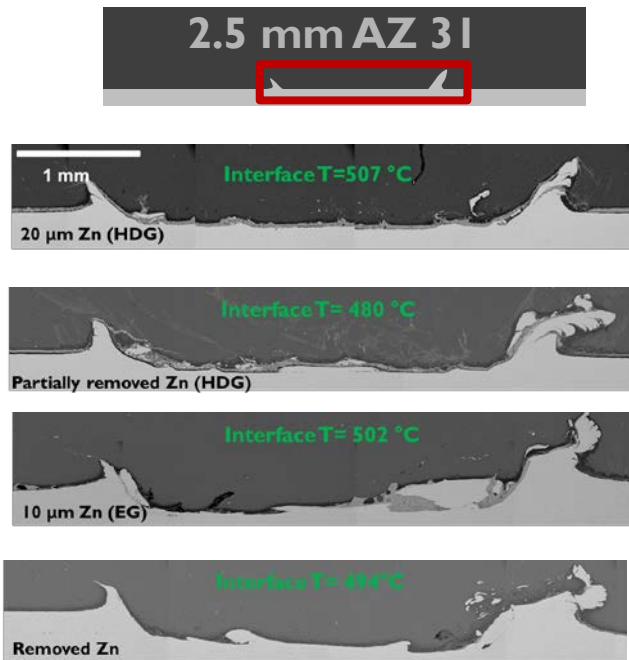 2.5 mm AZ 31
Interface T=507 °C
1 mm
20 µm Zn (HDG)
Interface T= 480 °C
Partially removed Zn (HDG)
Interface T= 502 °C
10 µm Zn (EG)
Interface T= 494°C
Removed Zn